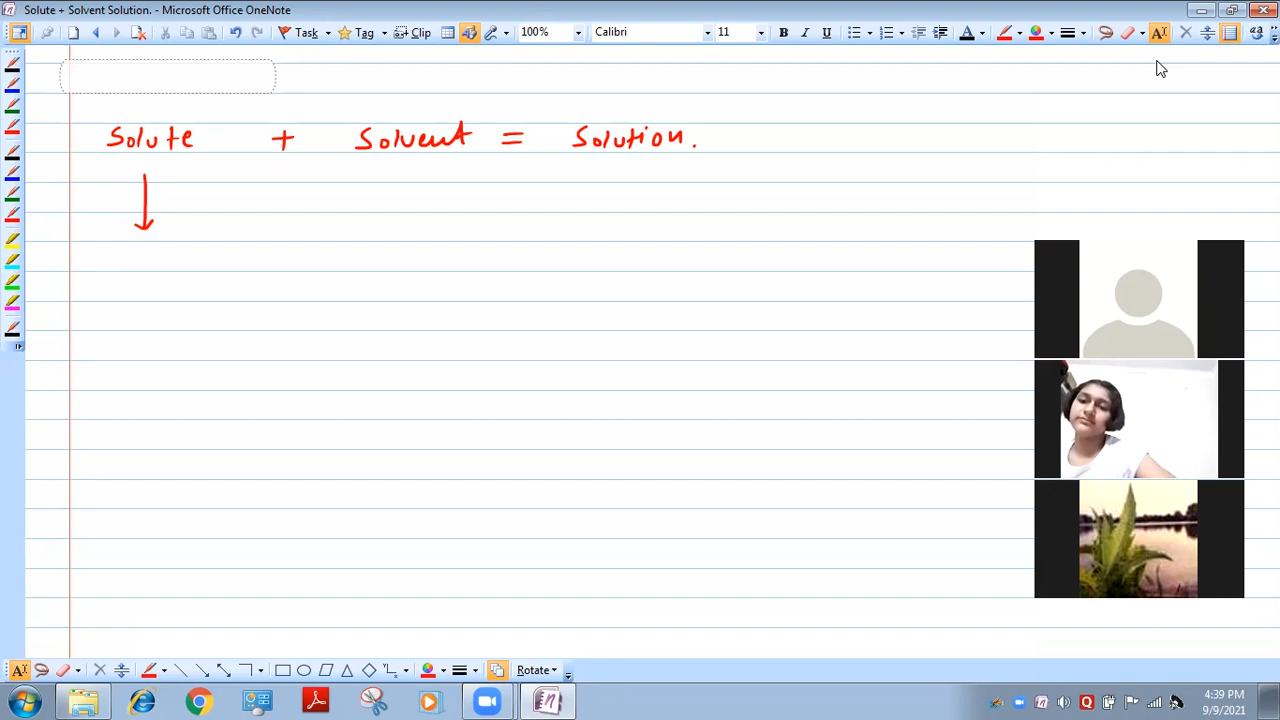 Solute + Solvent Solution. - Microsoft Office OneNote
Task Tag Clip 100% Calibri 11 B I U
Solute + Solvent = Solution.
Rotate
4:39 PM
9/9/2021